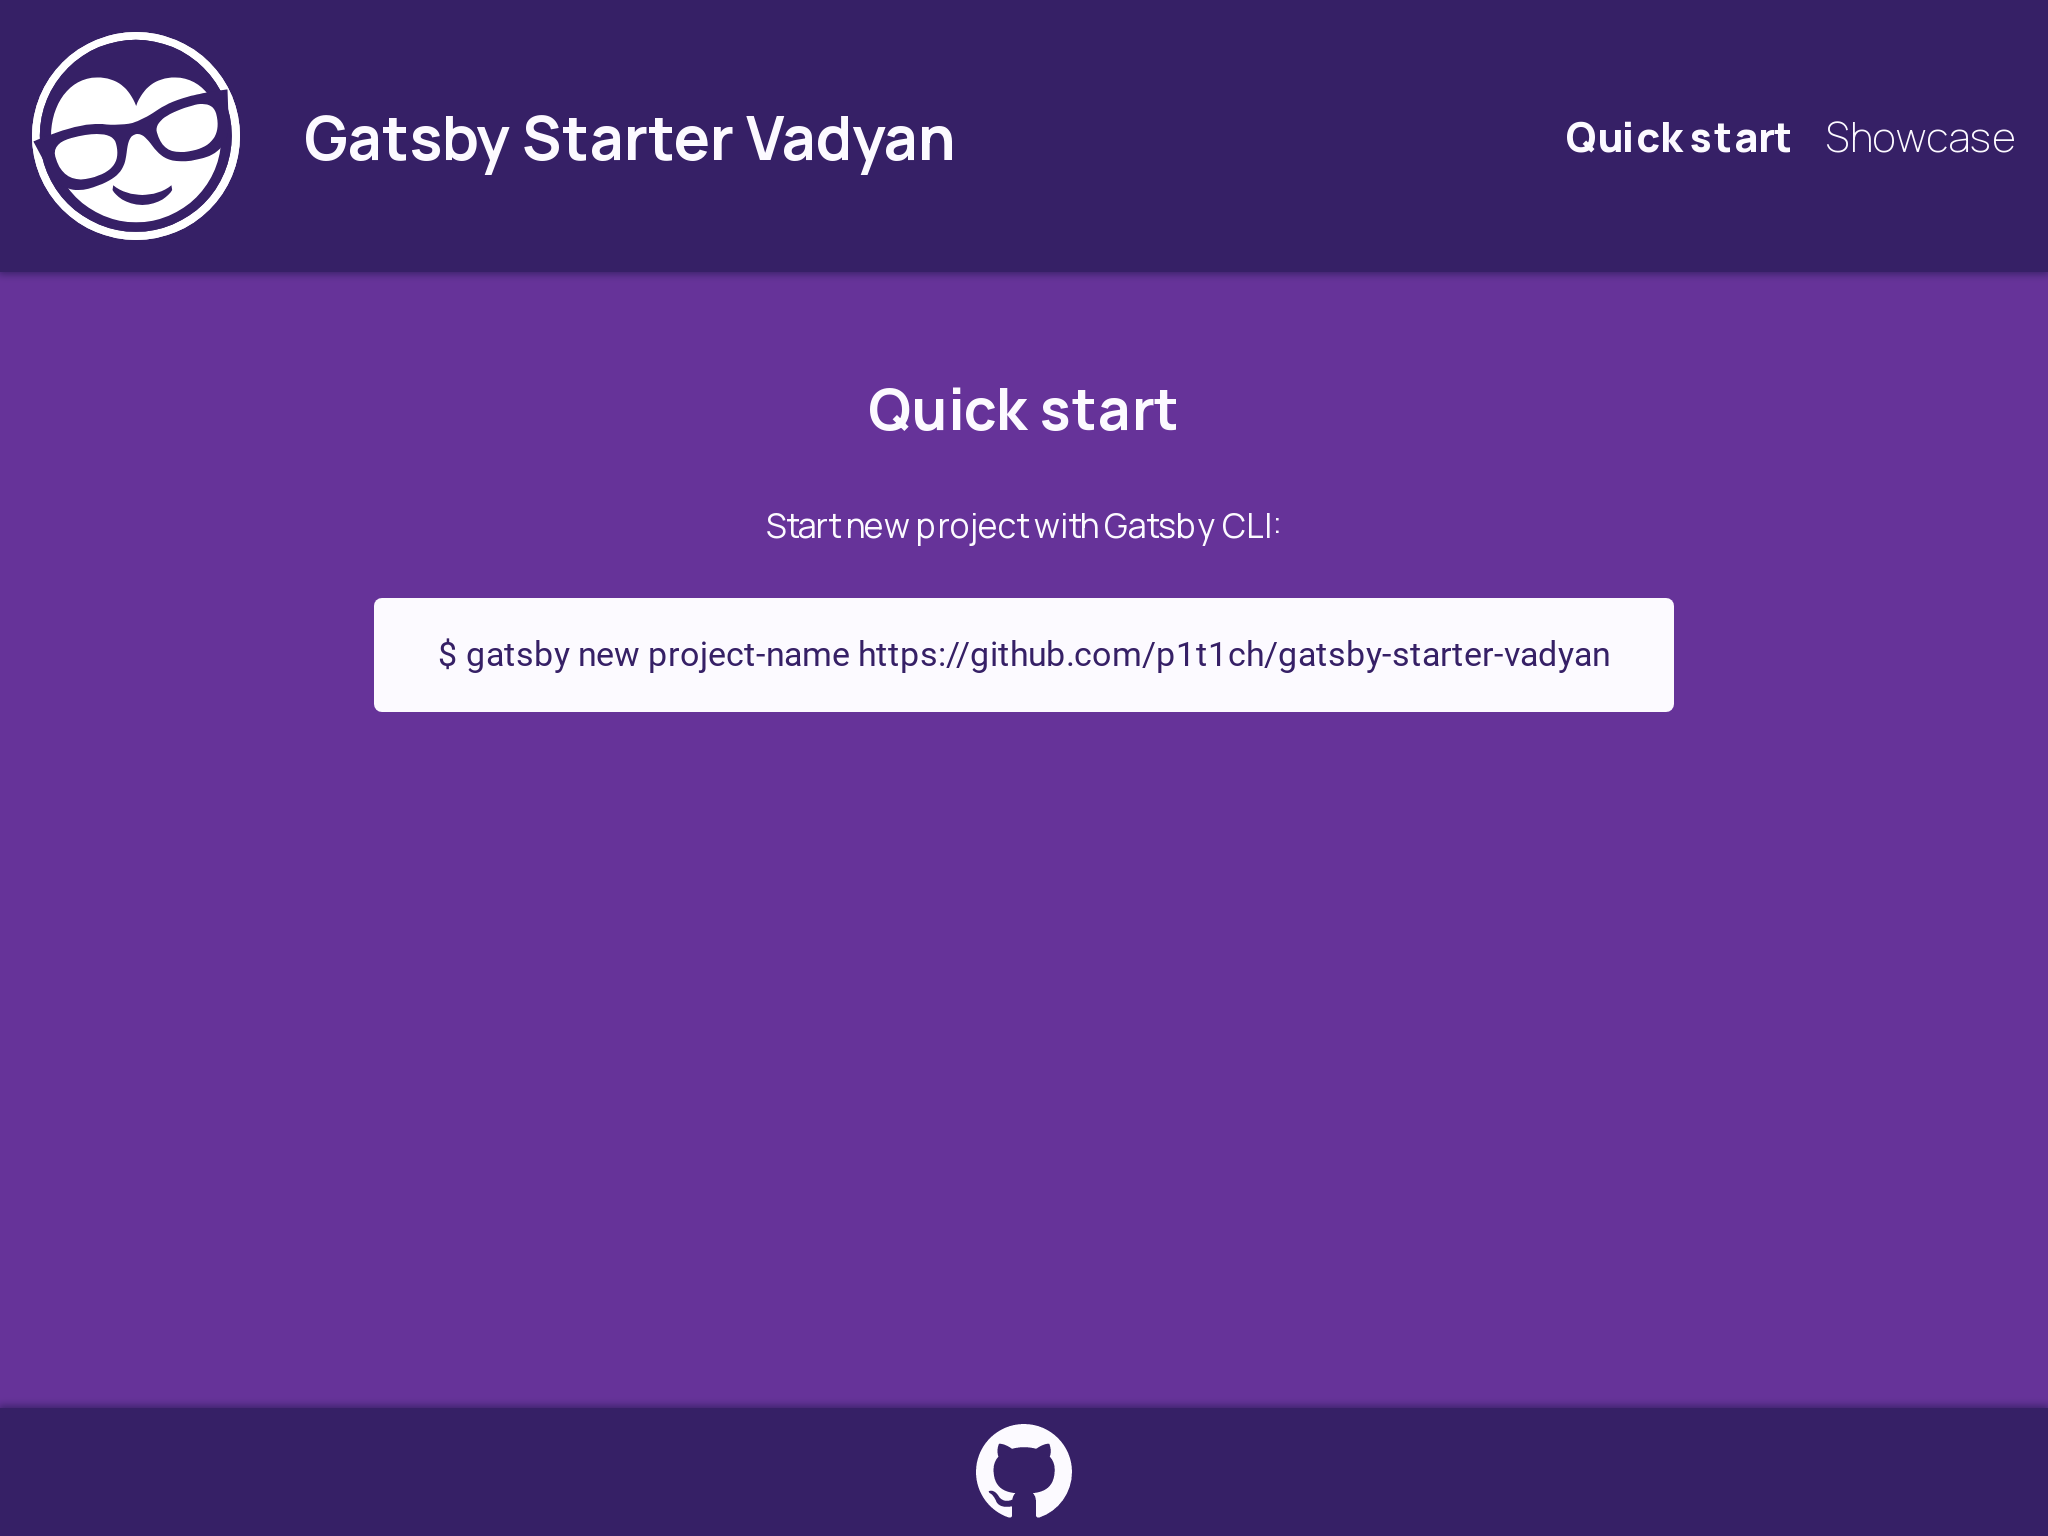 Gatsby Starter Vadyan
Quick start
Showcase
Quick start
Start new project with Gatsby CLI:
$ gatsby new project-name https://github.com/p1t1ch/gatsby-starter-vadyan